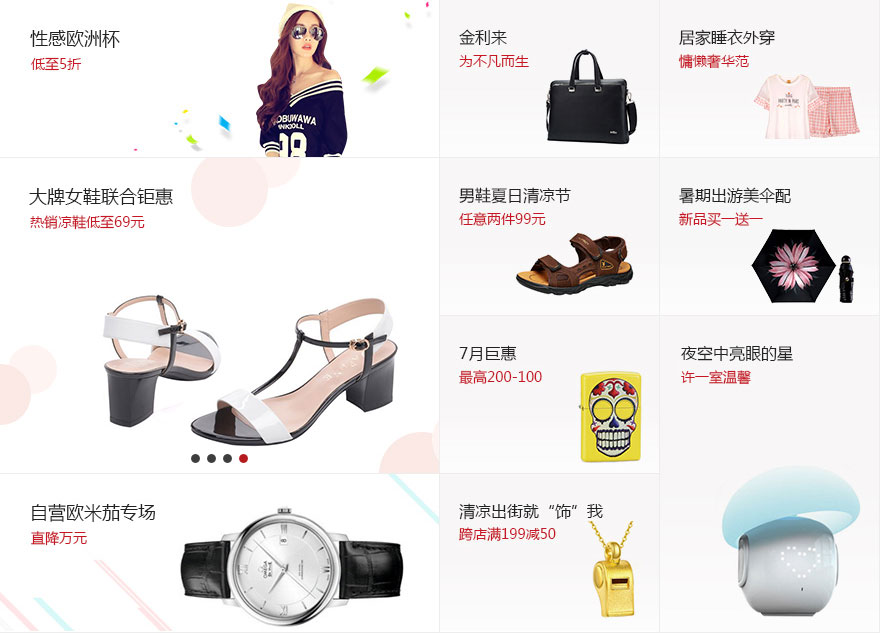 性感欧洲杯
低至5折
OBUWAWA
NIKIDLL
08
金利来
为不凡而生
居家睡衣外穿
慵懒奢华范
大牌女鞋联合钜惠
热销凉鞋低至69元
男鞋夏日清凉节
任意两件99元
暑期出游美伞配
新品买一送一
7月巨惠
最高200-100
夜空中亮眼的星
许一室温馨
自营欧米茄专场
直降万元
OMEGA
清凉出街就“饰”我
跨店满199减50